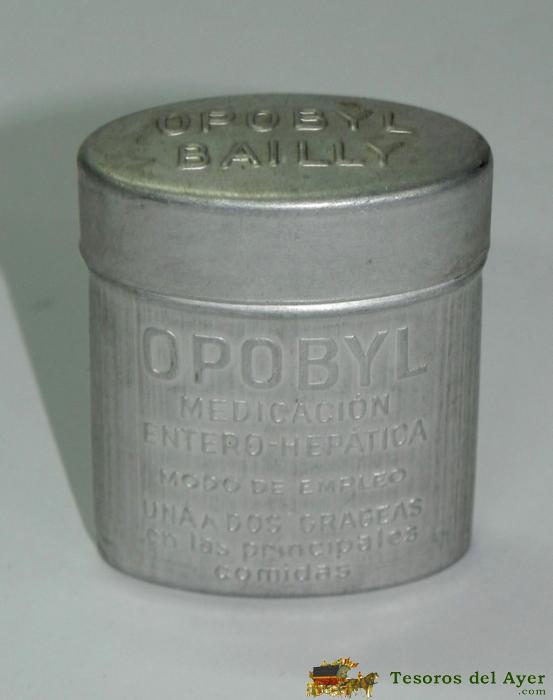 OPOBYL
BAILLY
OPOBYL
MEDICACIÓN
ENTERO-HEPÁTICA
MODO DE EMPLEO
UNA A DOS GRAGEAS
en las principales
comidas
Tesoros del Ayer
.com